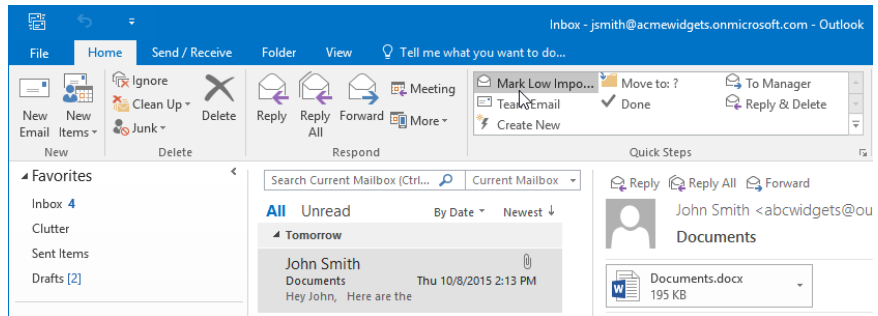 Inbox - jsmith@acmewidgets.onmicrosoft.com - Outlook
File Home Send / Receive Folder View Tell me what you want to do...
Ignore
Clean Up
Junk
Delete
New Email
New Items
Reply
Reply All
Forward
Meeting
More
Mark Low Impo...
Team Email
Create New
Move to: ?
Done
To Manager
Reply & Delete
New Delete Respond Quick Steps
Favorites
Inbox 4
Clutter
Sent Items
Drafts [2]
Search Current Mailbox (Ctrl... Current Mailbox
All Unread By Date Newest
Tomorrow
John Smith
Documents Thu 10/8/2015 2:13 PM
Hey John, Here are the
Reply Reply All Forward
John Smith <abcwidgets@ou
Documents
Documents.docx
195 KB